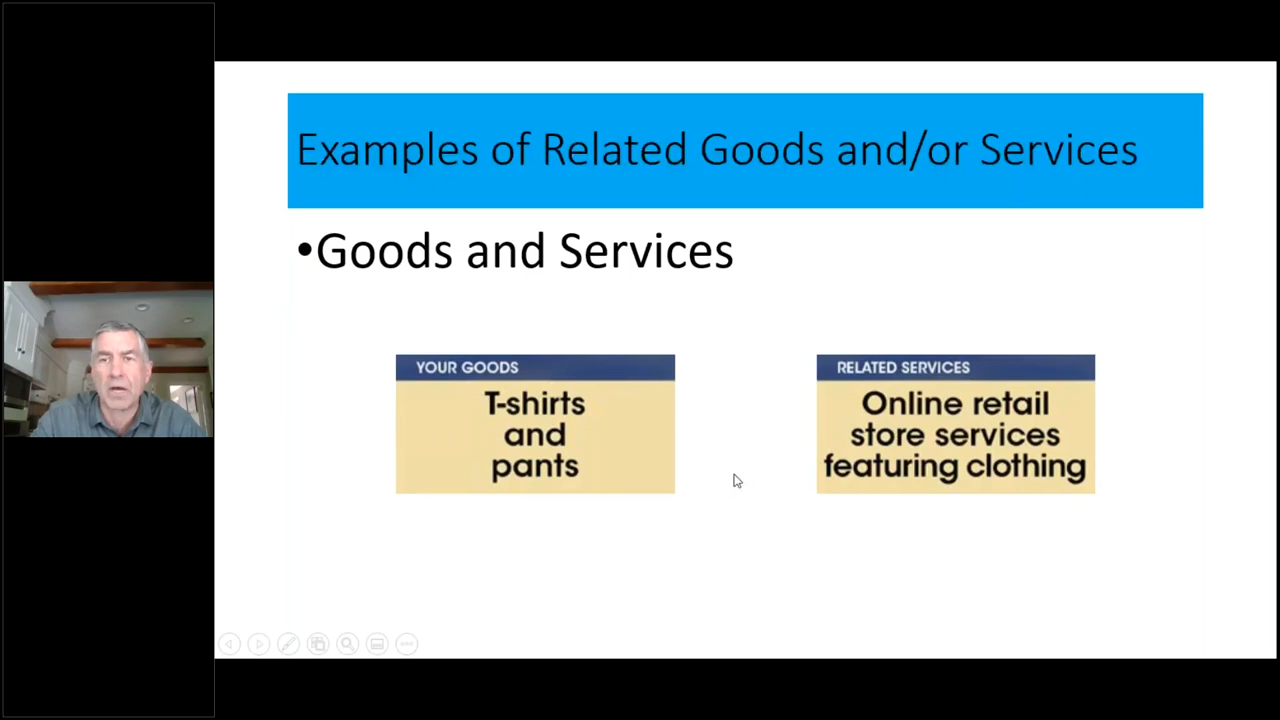 Examples of Related Goods and/or Services
•Goods and Services
YOUR GOODS
T-shirts
and
pants
RELATED SERVICES
Online retail
store services
featuring clothing